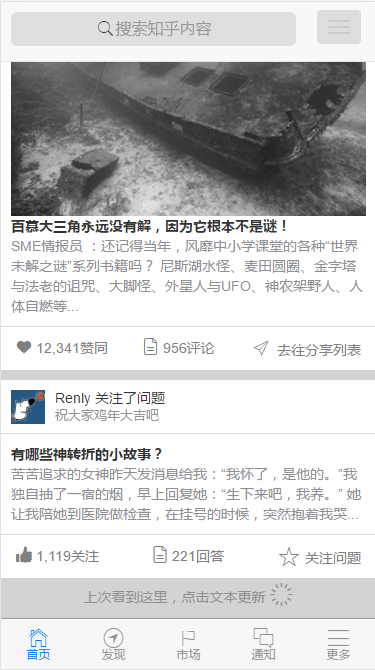 搜索知乎内容
百慕大三角永远没有解，因为它根本不是谜！
SME情报员 ：还记得当年，风靡中小学课堂的各种“世界
未解之谜”系列书籍吗？ 尼斯湖水怪、麦田圆圈、金字塔
与法老的诅咒、大脚怪、外星人与UFO、神农架野人、人
体自燃等...
12,341赞同 956评论 去往分享列表
Renly 关注了问题
祝大家鸡年大吉吧
有哪些神转折的小故事？
苦苦追求的女神昨天发消息给我：“我怀了，是他的。”我
独自抽了一宿的烟，早上回复她：“生下来吧，我养。” 她
让我陪她到医院做检查，在挂号的时候，突然抱着我哭...
1,119关注 221回答 关注问题
上次看到这里，点击文本更新
首页 发现 市场 通知 更多